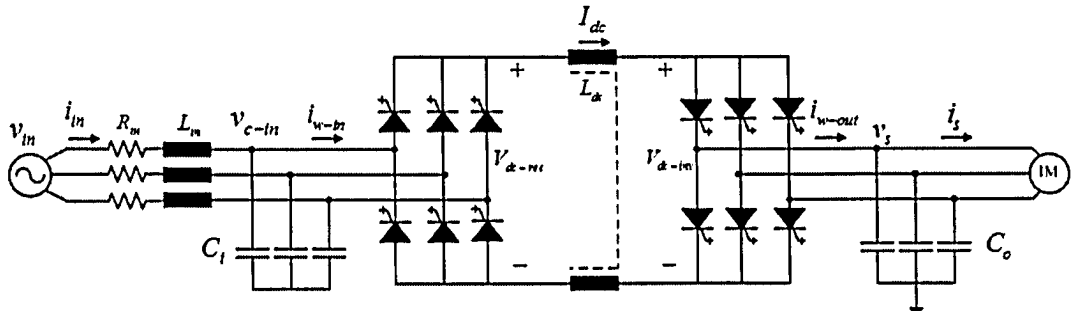 I_dc
+
+
L_dc
i_in
R_in
L_in
v_c-in
i_w-in
v_in
V_dc-rec
V_dc-inv
i_w-out
v_s
i_s
IM
C_i
C_o
−
−